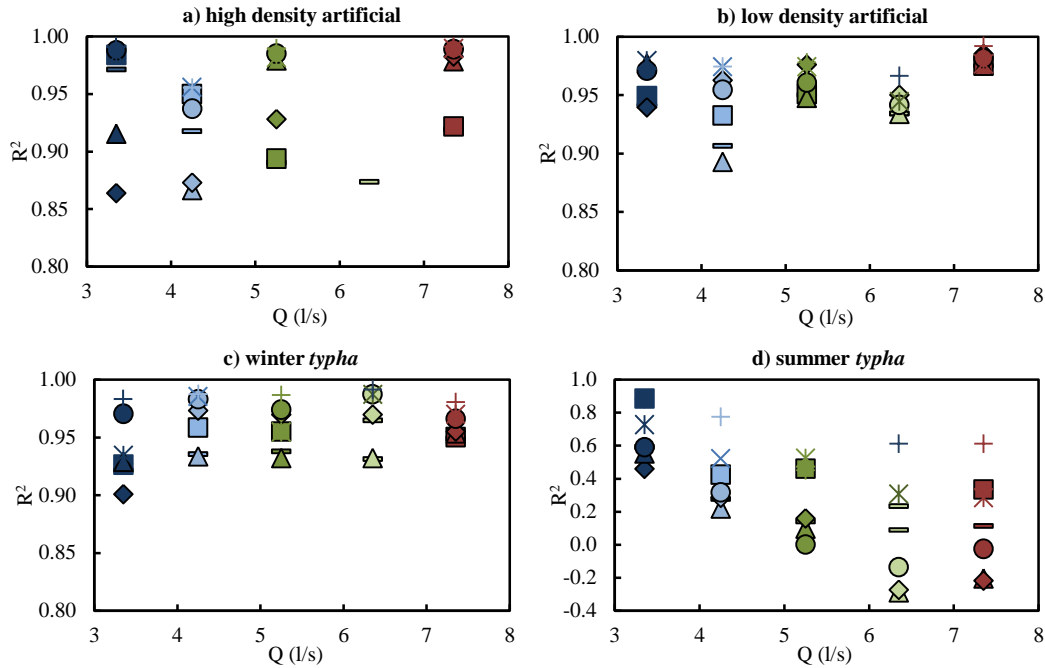 a) high density artificial
1.00
0.95
0.90
0.85
0.80
R²
3 4 5 6 7 8
Q (l/s)
b) low density artificial
1.00
0.95
0.90
0.85
0.80
R²
3 4 5 6 7 8
Q (l/s)
c) winter typha
1.00
0.95
0.90
0.85
0.80
R²
3 4 5 6 7 8
Q (l/s)
d) summer typha
1.0
0.8
0.6
0.4
0.2
0.0
-0.2
-0.4
R²
3 4 5 6 7 8
Q (l/s)